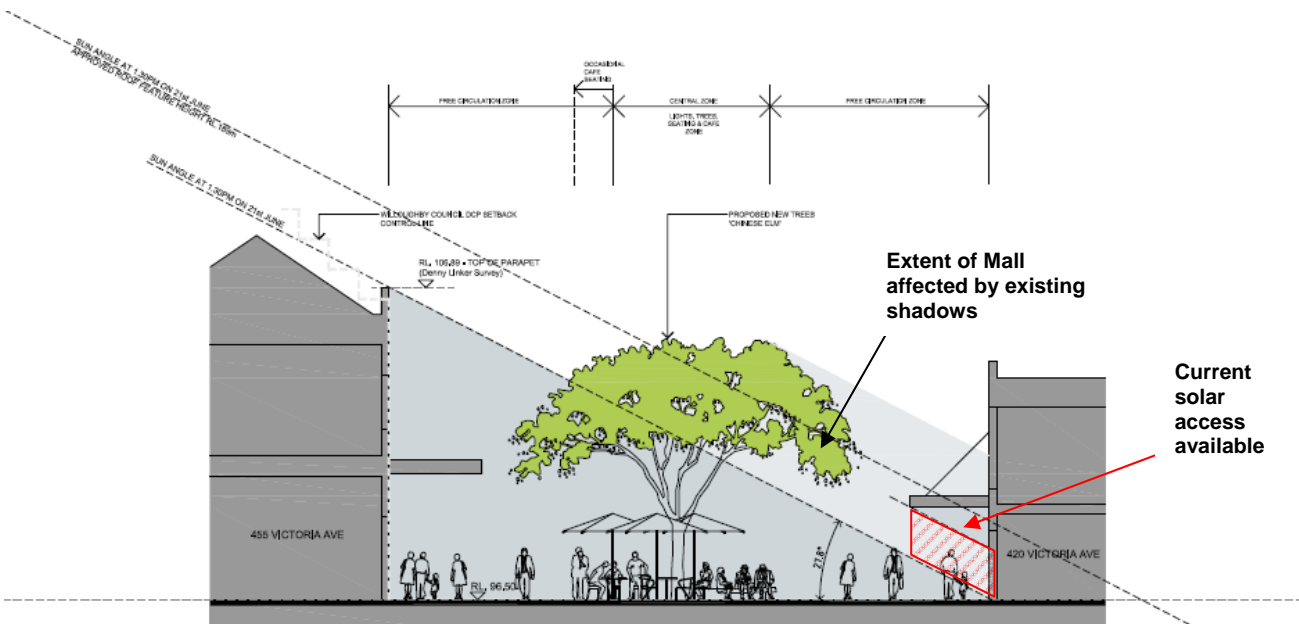 SUN ANGLE AT 1.30PM ON 21st JUNE
APPROVED ROOF FEATURE HEIGHT RL 186m
SUN ANGLE AT 1.30PM ON 21st JUNE
FREE CIRCULATION ZONE
OCCASIONAL
CAFE
SEATING
CENTRAL ZONE
LIGHTS, TREES,
SEATING & CAFE
ZONE
FREE CIRCULATION ZONE
WILLOUGHBY COUNCIL DCP SETBACK
CONTROL LINE
PROPOSED NEW TREES
'CHINESE ELM'
RL. 106.89 - TOP OF PARAPET
(Denny Linker Survey)
Extent of Mall
affected by existing
shadows
Current
solar
access
available
455 VICTORIA AVE
RL. 96.50
420 VICTORIA AVE